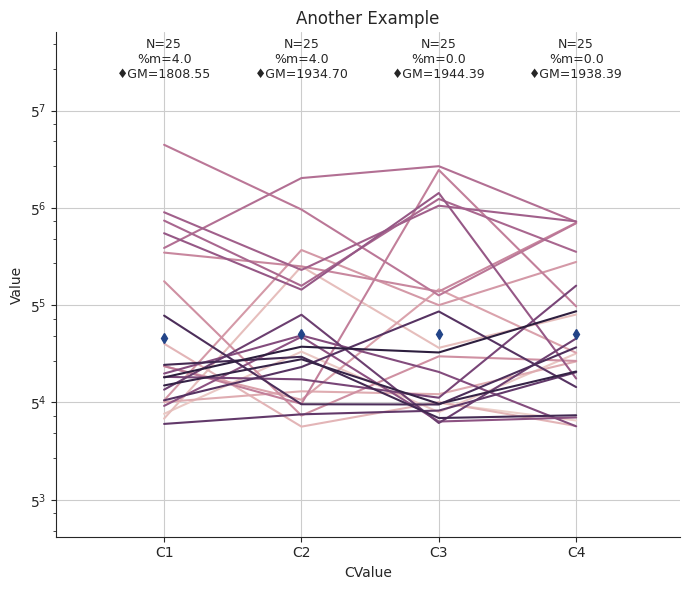 Another Example
N=25 N=25 N=25 N=25
%m=4.0 %m=4.0 %m=0.0 %m=0.0
♦GM=1808.55 ♦GM=1934.70 ♦GM=1944.39 ♦GM=1938.39
5⁷
5⁶
5⁵
5⁴
5³
Value
C1 C2 C3 C4
CValue